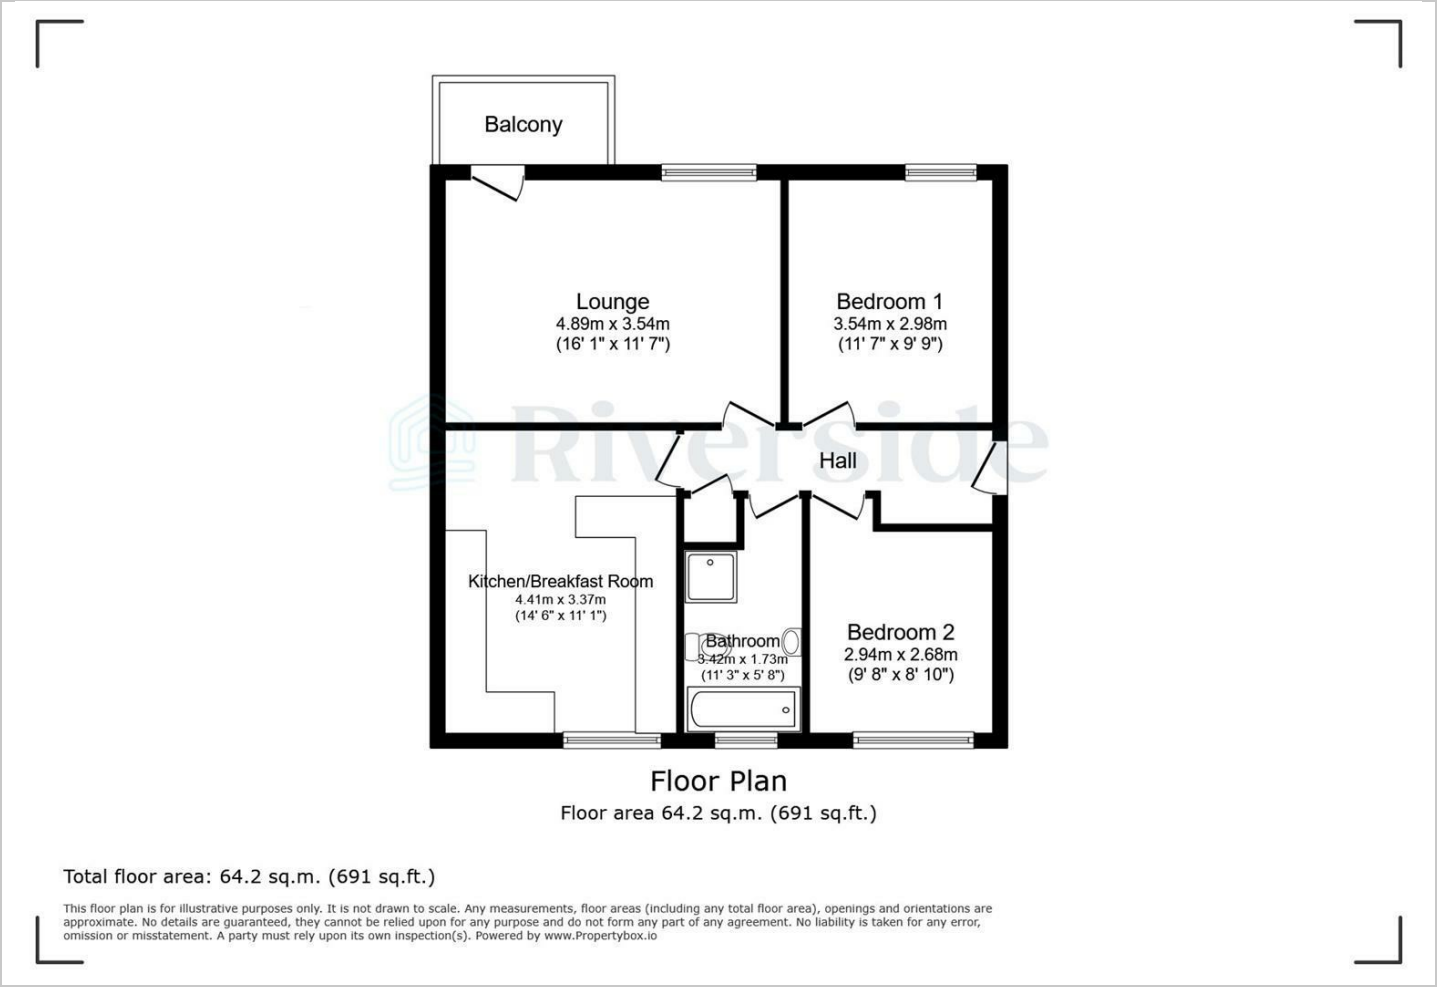 Balcony
Lounge
4.89m x 3.54m
(16' 1" x 11' 7")
Bedroom 1
3.54m x 2.98m
(11' 7" x 9' 9")
Riverside
Hall
Kitchen/Breakfast Room
4.41m x 3.37m
(14' 6" x 11' 1")
Bathroom
3.42m x 1.73m
(11' 3" x 5' 8")
Bedroom 2
2.94m x 2.68m
(9' 8" x 8' 10")
Floor Plan
Floor area 64.2 sq.m. (691 sq.ft.)
Total floor area: 64.2 sq.m. (691 sq.ft.)
This floor plan is for illustrative purposes only. It is not drawn to scale. Any measurements, floor areas (including any total floor area), openings and orientations are
approximate. No details are guaranteed, they cannot be relied upon for any purpose and do not form any part of any agreement. No liability is taken for any error,
omission or misstatement. A party must rely upon its own inspection(s). Powered by www.Propertybox.io